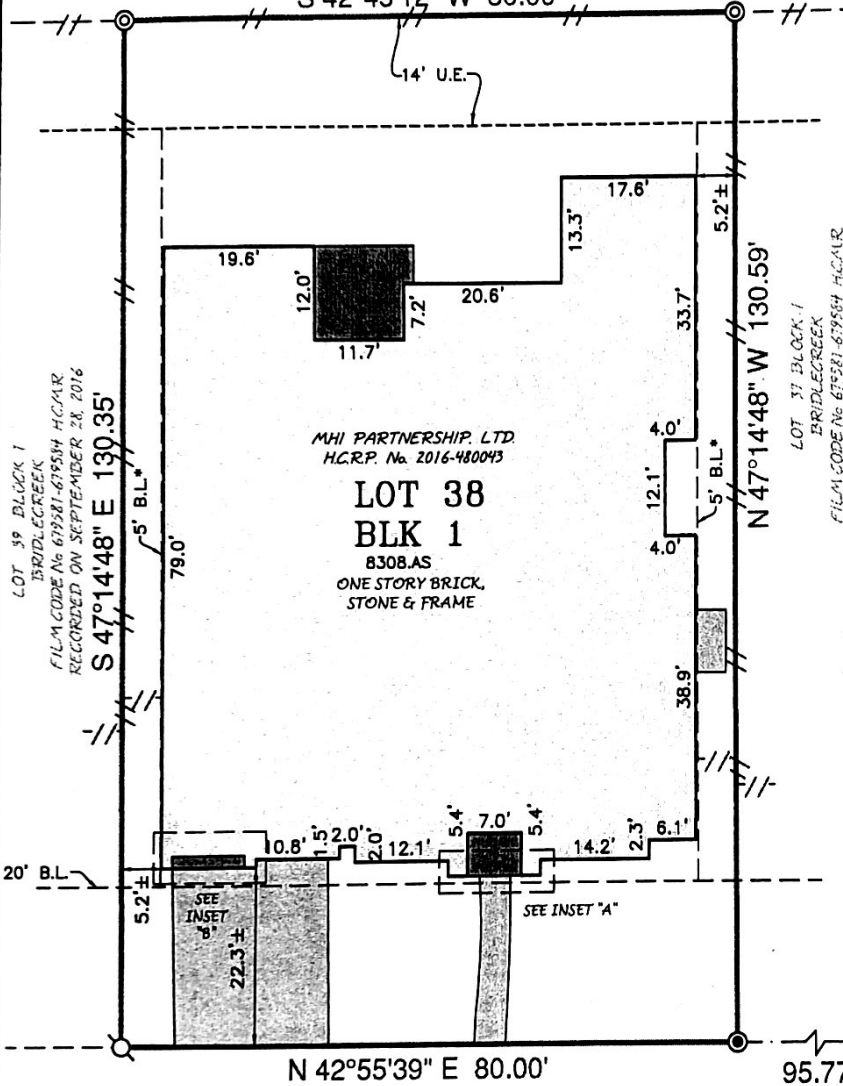 14' U.E.
17.6'
5.2'±
13.3'
19.6'
12.0'
7.2'
20.6'
11.7'
33.7'
N 47°14'48" W 130.59'
LOT 37 BLOCK 1
BRIDLECREEK
FILM CODE No 679581-679584 H.C.M.R.
LOT 39 BLOCK 1
BRIDLECREEK
FILM CODE No 679581-679584 H.C.M.R.
RECORDED ON SEPTEMBER 28, 2016
S 47°14'48" E 130.35'
5' B.L*
79.0'
MHI PARTNERSHIP. LTD.
H.C.R.P. No. 2016-480043
LOT 38
BLK 1
8308.AS
ONE STORY BRICK,
STONE & FRAME
4.0'
12.1'
4.0'
5' B.L*
38.9'
10.8'
1.5'
2.0'
2.0'
12.1'
5.4'
7.0'
5.4'
14.2'
2.3'
6.1'
20' B.L.
5.2'±
SEE
INSET
"B"
22.3'±
SEE INSET "A"
N 42°55'39" E 80.00'
95.77